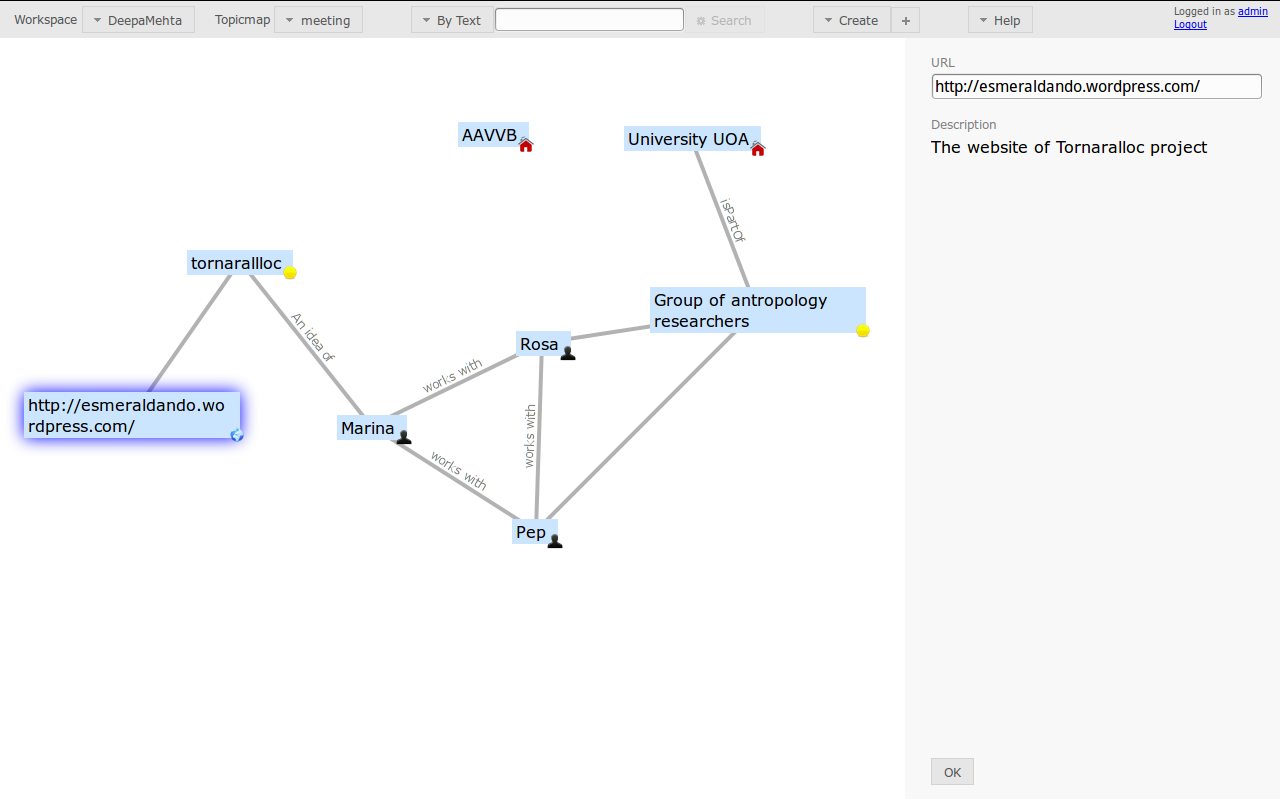 Workspace DeepaMehta Topicmap meeting By Text Search Create + Help
Logged in as admin
Logout
URL
http://esmeraldando.wordpress.com/
Description
The website of Tornaralloc project
AAVVB
University UOA
isPartOf
tornarallloc
Group of antropology
researchers
An idea of
Rosa
works with
http://esmeraldando.wo
rdpress.com/
Marina
works with
works with
Pep
OK